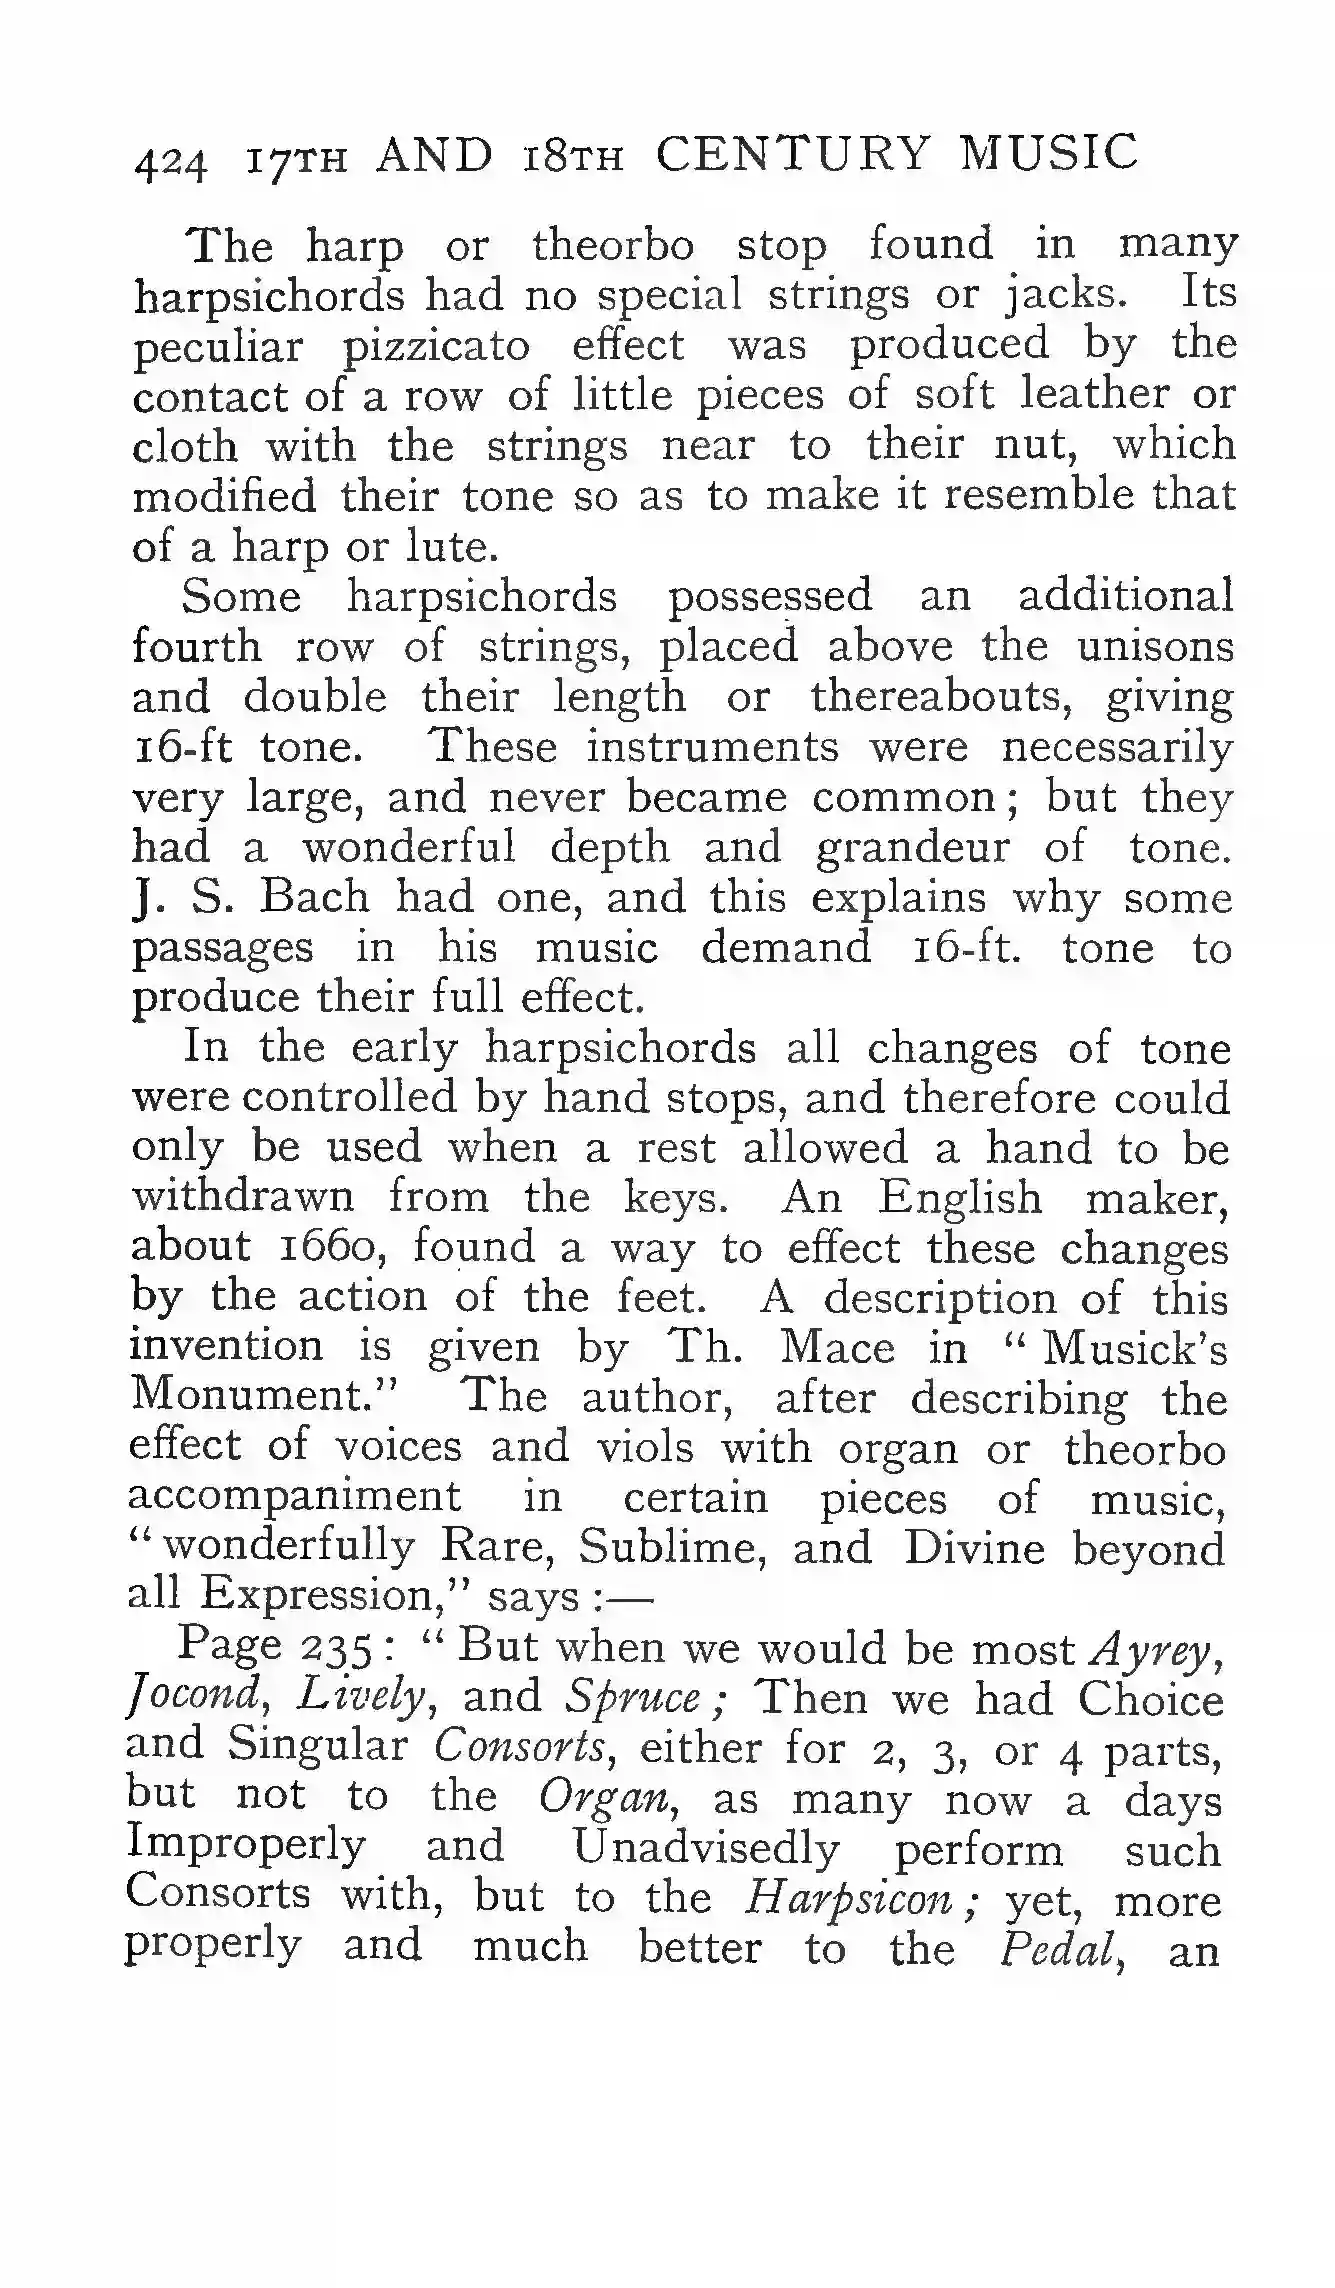 424 17TH AND 18TH CENTURY MUSIC
The harp or theorbo stop found in many
harpsichords had no special strings or jacks. Its
peculiar pizzicato effect was produced by the
contact of a row of little pieces of soft leather or
cloth with the strings near to their nut, which
modified their tone so as to make it resemble that
of a harp or lute.
Some harpsichords possessed an additional
fourth row of strings, placed above the unisons
and double their length or thereabouts, giving
16-ft tone. These instruments were necessarily
very large, and never became common; but they
had a wonderful depth and grandeur of tone.
J. S. Bach had one, and this explains why some
passages in his music demand 16-ft. tone to
produce their full effect.
In the early harpsichords all changes of tone
were controlled by hand stops, and therefore could
only be used when a rest allowed a hand to be
withdrawn from the keys. An English maker,
about 1660, found a way to effect these changes
by the action of the feet. A description of this
invention is given by Th. Mace in “Musick’s
Monument.” The author, after describing the
effect of voices and viols with organ or theorbo
accompaniment in certain pieces of music,
“wonderfully Rare, Sublime, and Divine beyond
all Expression,” says :—
Page 235: “But when we would be most Ayrey,
Jocond, Lively, and Spruce; Then we had Choice
and Singular Consorts, either for 2, 3, or 4 parts,
but not to the Organ, as many now a days
Improperly and Unadvisedly perform such
Consorts with, but to the Harpsicon; yet, more
properly and much better to the Pedal, an